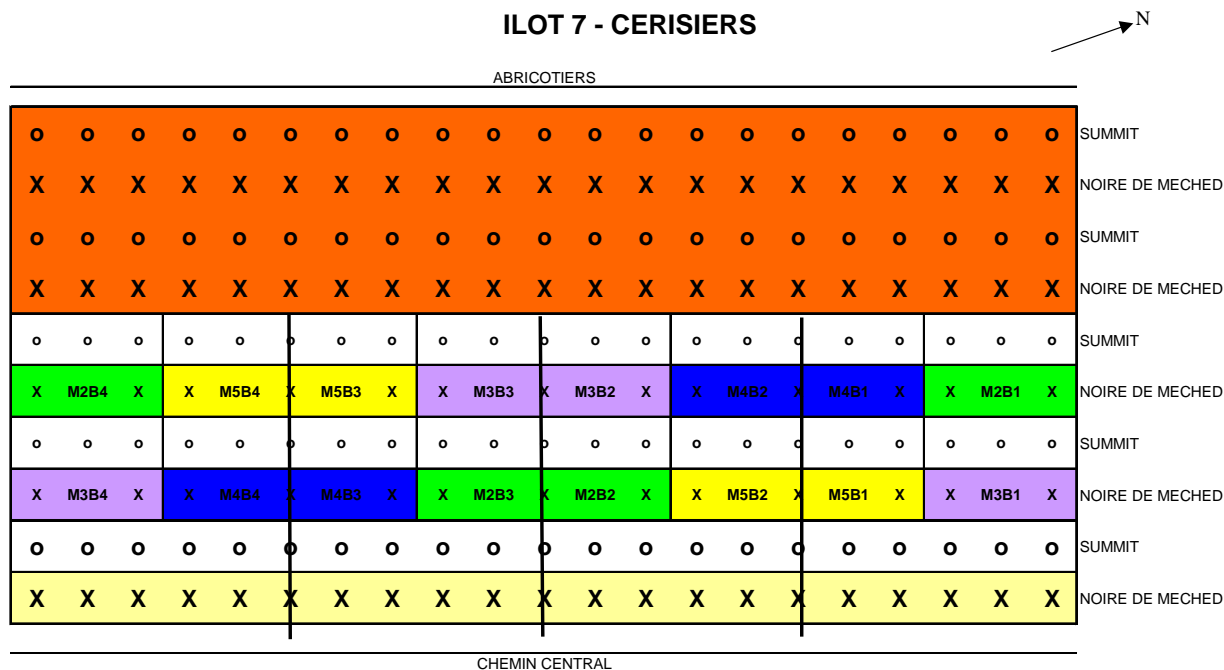 ILOT 7 - CERISIERS
N
ABRICOTIERS
o o o o o o o o o o o o o o o o o o o o o SUMMIT
X X X X X X X X X X X X X X X X X X X X X NOIRE DE MECHED
o o o o o o o o o o o o o o o o o o o o o SUMMIT
X X X X X X X X X X X X X X X X X X X X X NOIRE DE MECHED
o o o o o o o o o o o o o o o o o o o o o SUMMIT
X M2B4 X X M5B4 X M5B3 X X M3B3 X M3B2 X X M4B2 X M4B1 X X M2B1 X NOIRE DE MECHED
o o o o o o o o o o o o o o o o o o o o o SUMMIT
X M3B4 X X M4B4 X M4B3 X X M2B3 X M2B2 X X M5B2 X M5B1 X X M3B1 X NOIRE DE MECHED
o o o o o o o o o o o o o o o o o o o o o SUMMIT
X X X X X X X X X X X X X X X X X X X X X NOIRE DE MECHED
CHEMIN CENTRAL